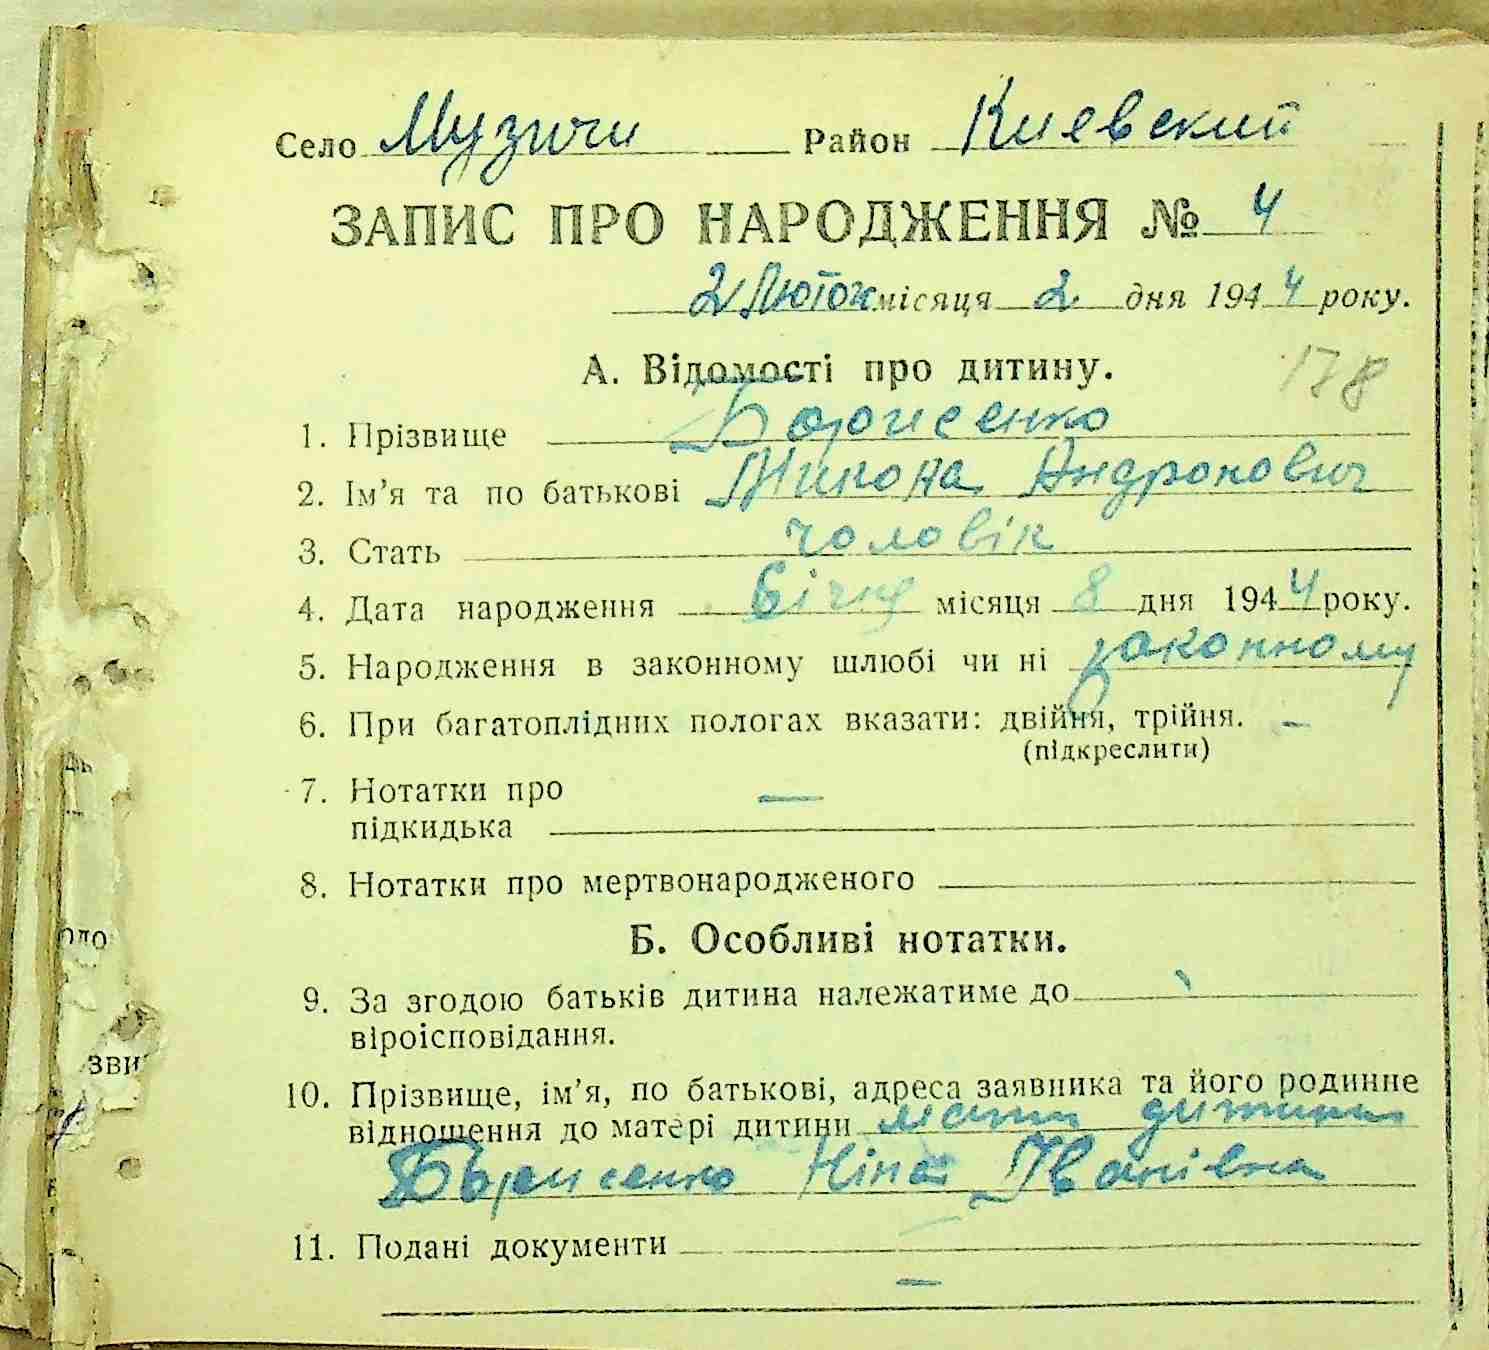 Село Музичи Район Киевский
ЗАПИС ПРО НАРОДЖЕННЯ № 4
2 Лютог місяця 2 дня 1944 року.
А. Відомості про дитину.
178
1. Прізвище Борисенко
2. Ім'я та по батькові Микола Андронович
3. Стать чоловік
4. Дата народження Січня місяця 8 дня 1944 року.
5. Народження в законному шлюбі чи ні законному
6. При багатоплідних пологах вказати: двійня, трійня. –
(підкреслити)
7. Нотатки про —
підкидька
8. Нотатки про мертвонародженого
Б. Особливі нотатки.
9. За згодою батьків дитина належатиме до
віроісповідання.
10. Прізвище, ім'я, по батькові, адреса заявника та його родинне
відношення до матері дитини мати дитини
Борисенко Ніна Іванівна
11. Подані документи
—